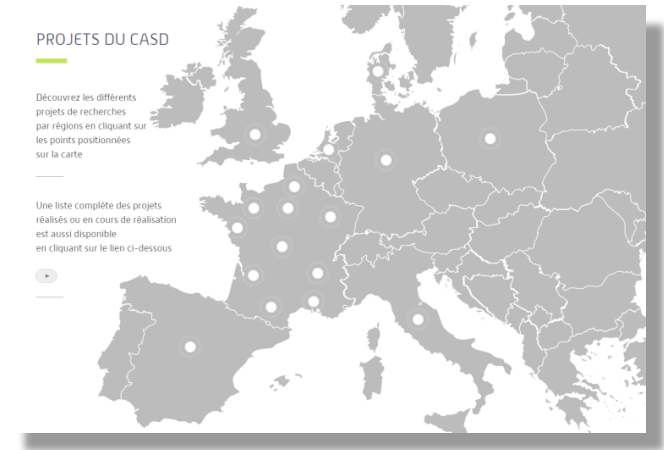 PROJETS DU CASD
Découvrez les différents
projets de recherches
par régions en cliquant sur
les points positionnées
sur la carte
Une liste complète des projets
réalisés ou en cours de réalisation
est aussi disponible
en cliquant sur le lien ci-dessous